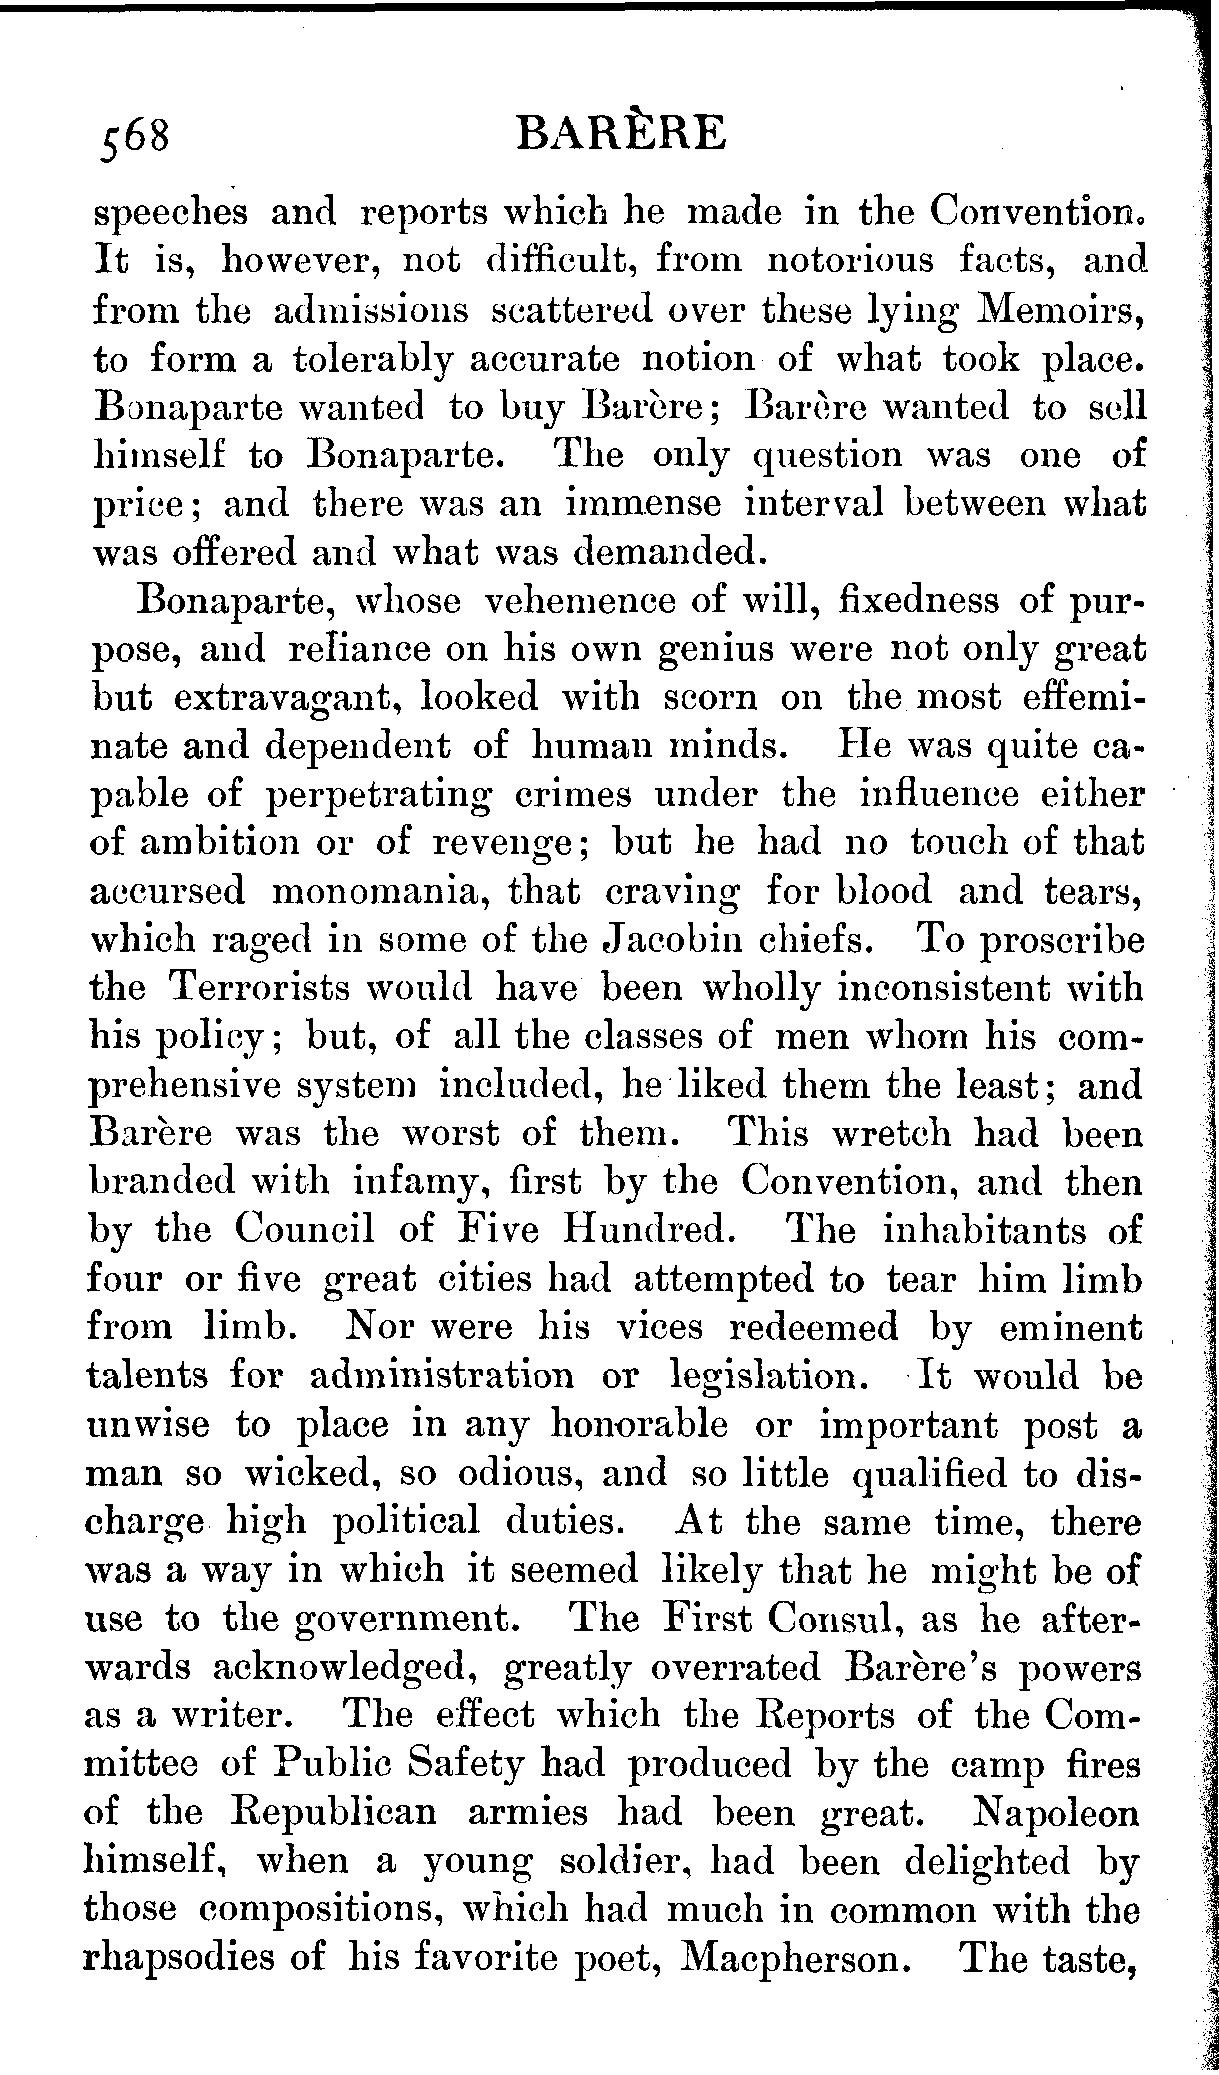 568 BARÈRE
speeches and reports which he made in the Convention.
It is, however, not difficult, from notorious facts, and
from the admissions scattered over these lying Memoirs,
to form a tolerably accurate notion of what took place.
Bonaparte wanted to buy Barère; Barère wanted to sell
himself to Bonaparte. The only question was one of
price; and there was an immense interval between what
was offered and what was demanded.
Bonaparte, whose vehemence of will, fixedness of pur-
pose, and reliance on his own genius were not only great
but extravagant, looked with scorn on the most effemi-
nate and dependent of human minds. He was quite ca-
pable of perpetrating crimes under the influence either
of ambition or of revenge; but he had no touch of that
accursed monomania, that craving for blood and tears,
which raged in some of the Jacobin chiefs. To proscribe
the Terrorists would have been wholly inconsistent with
his policy; but, of all the classes of men whom his com-
prehensive system included, he liked them the least; and
Barère was the worst of them. This wretch had been
branded with infamy, first by the Convention, and then
by the Council of Five Hundred. The inhabitants of
four or five great cities had attempted to tear him limb
from limb. Nor were his vices redeemed by eminent
talents for administration or legislation. It would be
unwise to place in any honorable or important post a
man so wicked, so odious, and so little qualified to dis-
charge high political duties. At the same time, there
was a way in which it seemed likely that he might be of
use to the government. The First Consul, as he after-
wards acknowledged, greatly overrated Barère's powers
as a writer. The effect which the Reports of the Com-
mittee of Public Safety had produced by the camp fires
of the Republican armies had been great. Napoleon
himself, when a young soldier, had been delighted by
those compositions, which had much in common with the
rhapsodies of his favorite poet, Macpherson. The taste,